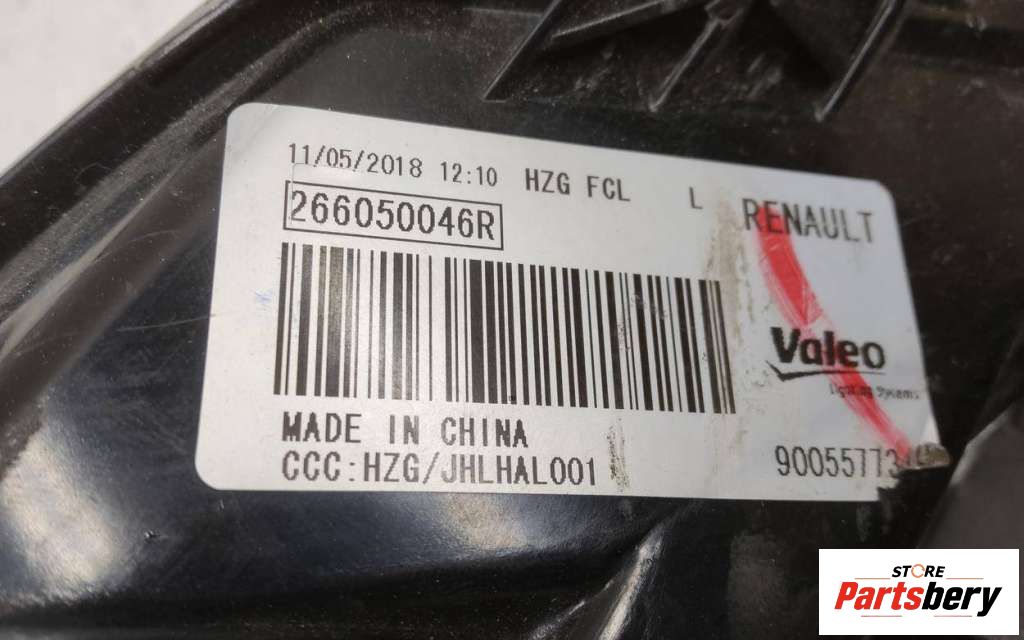 11/05/2018 12:10 HZG FCL L RENAULT
266050046R
Valeo
MADE IN CHINA
CCC:HZG/JHLHAL001
STORE
Partsbery